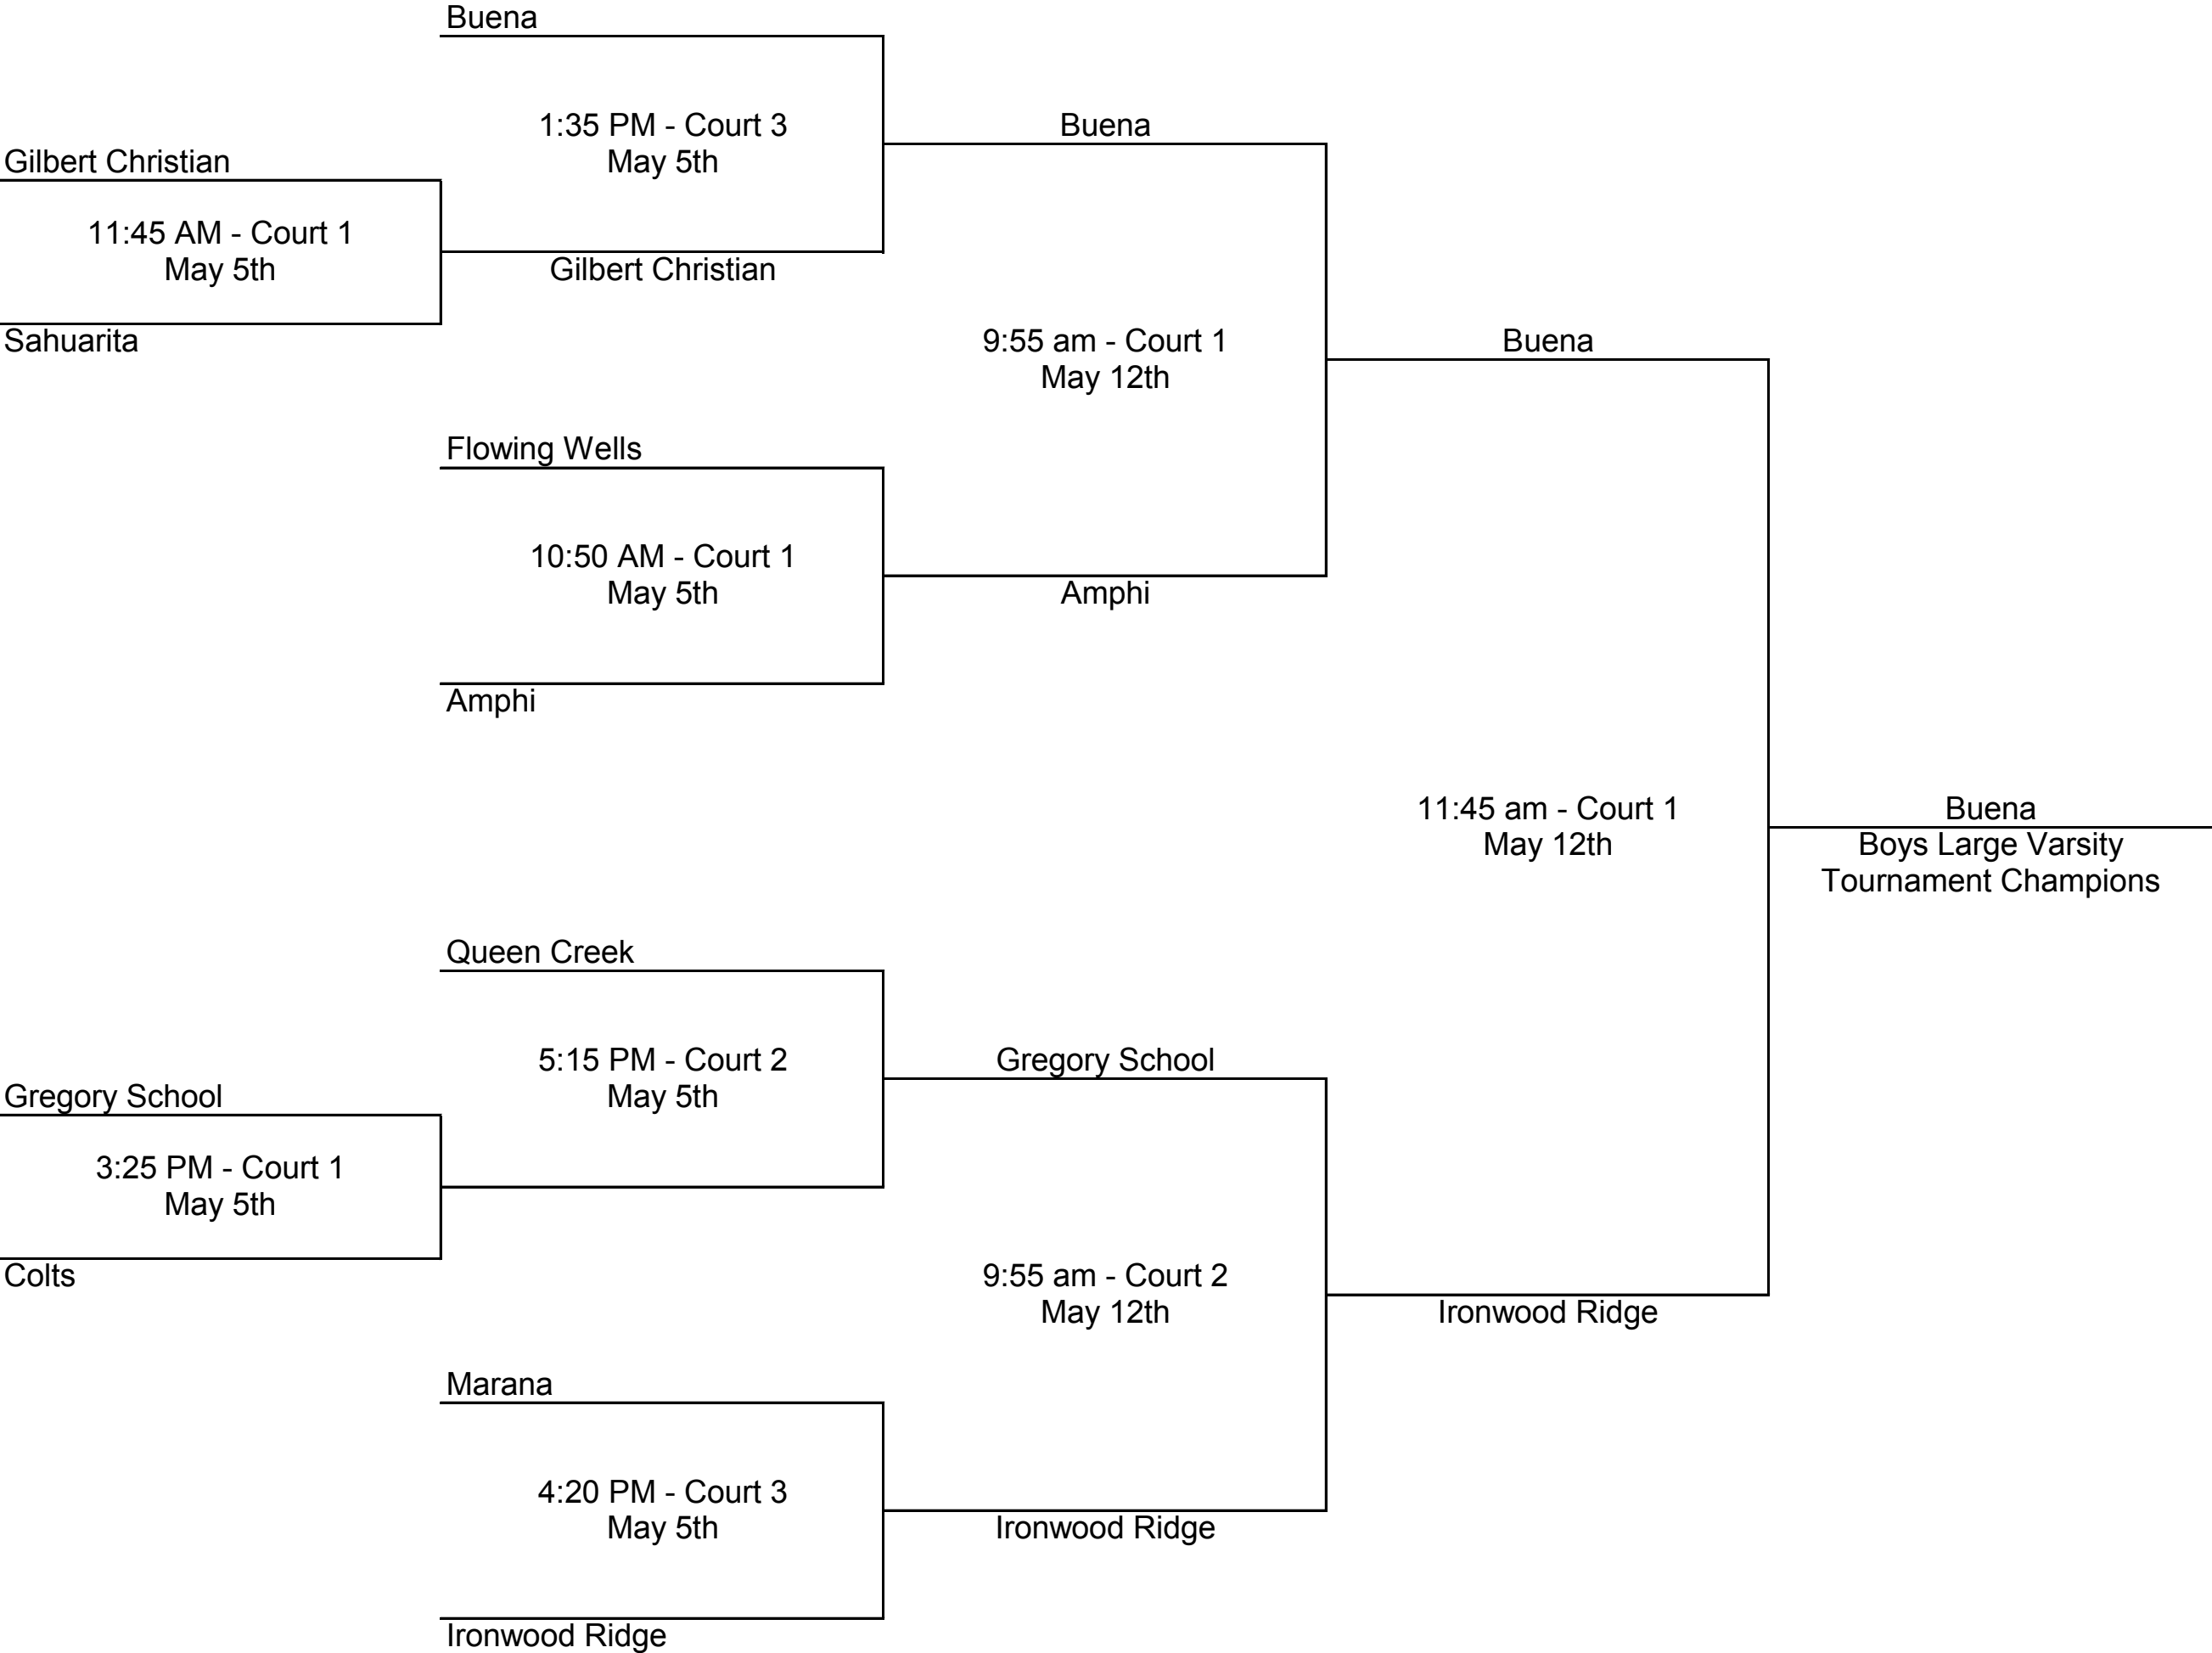 Buena
1:35 PM - Court 3
May 5th
Buena
Gilbert Christian
11:45 AM - Court 1
May 5th
Gilbert Christian
Sahuarita
9:55 am - Court 1
May 12th
Buena
Flowing Wells
10:50 AM - Court 1
May 5th
Amphi
Amphi
11:45 am - Court 1
May 12th
Buena
Boys Large Varsity
Tournament Champions
Queen Creek
5:15 PM - Court 2
May 5th
Gregory School
Gregory School
3:25 PM - Court 1
May 5th
Colts
9:55 am - Court 2
May 12th
Ironwood Ridge
Marana
4:20 PM - Court 3
May 5th
Ironwood Ridge
Ironwood Ridge